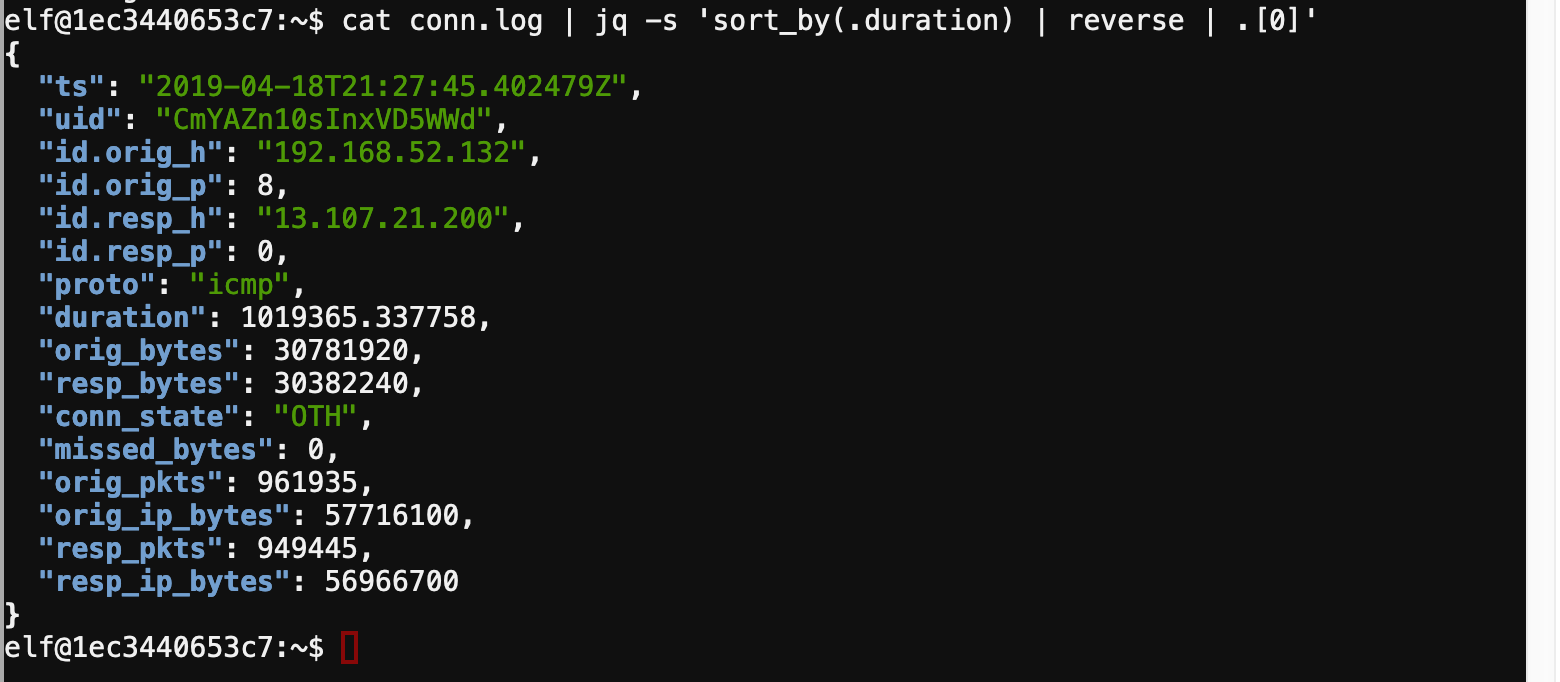 elf@1ec3440653c7:~$ cat conn.log | jq -s 'sort_by(.duration) | reverse | .[0]'
{
  "ts": "2019-04-18T21:27:45.402479Z",
  "uid": "CmYAZn10sInxVD5WWd",
  "id.orig_h": "192.168.52.132",
  "id.orig_p": 8,
  "id.resp_h": "13.107.21.200",
  "id.resp_p": 0,
  "proto": "icmp",
  "duration": 1019365.337758,
  "orig_bytes": 30781920,
  "resp_bytes": 30382240,
  "conn_state": "OTH",
  "missed_bytes": 0,
  "orig_pkts": 961935,
  "orig_ip_bytes": 57716100,
  "resp_pkts": 949445,
  "resp_ip_bytes": 56966700
}
elf@1ec3440653c7:~$